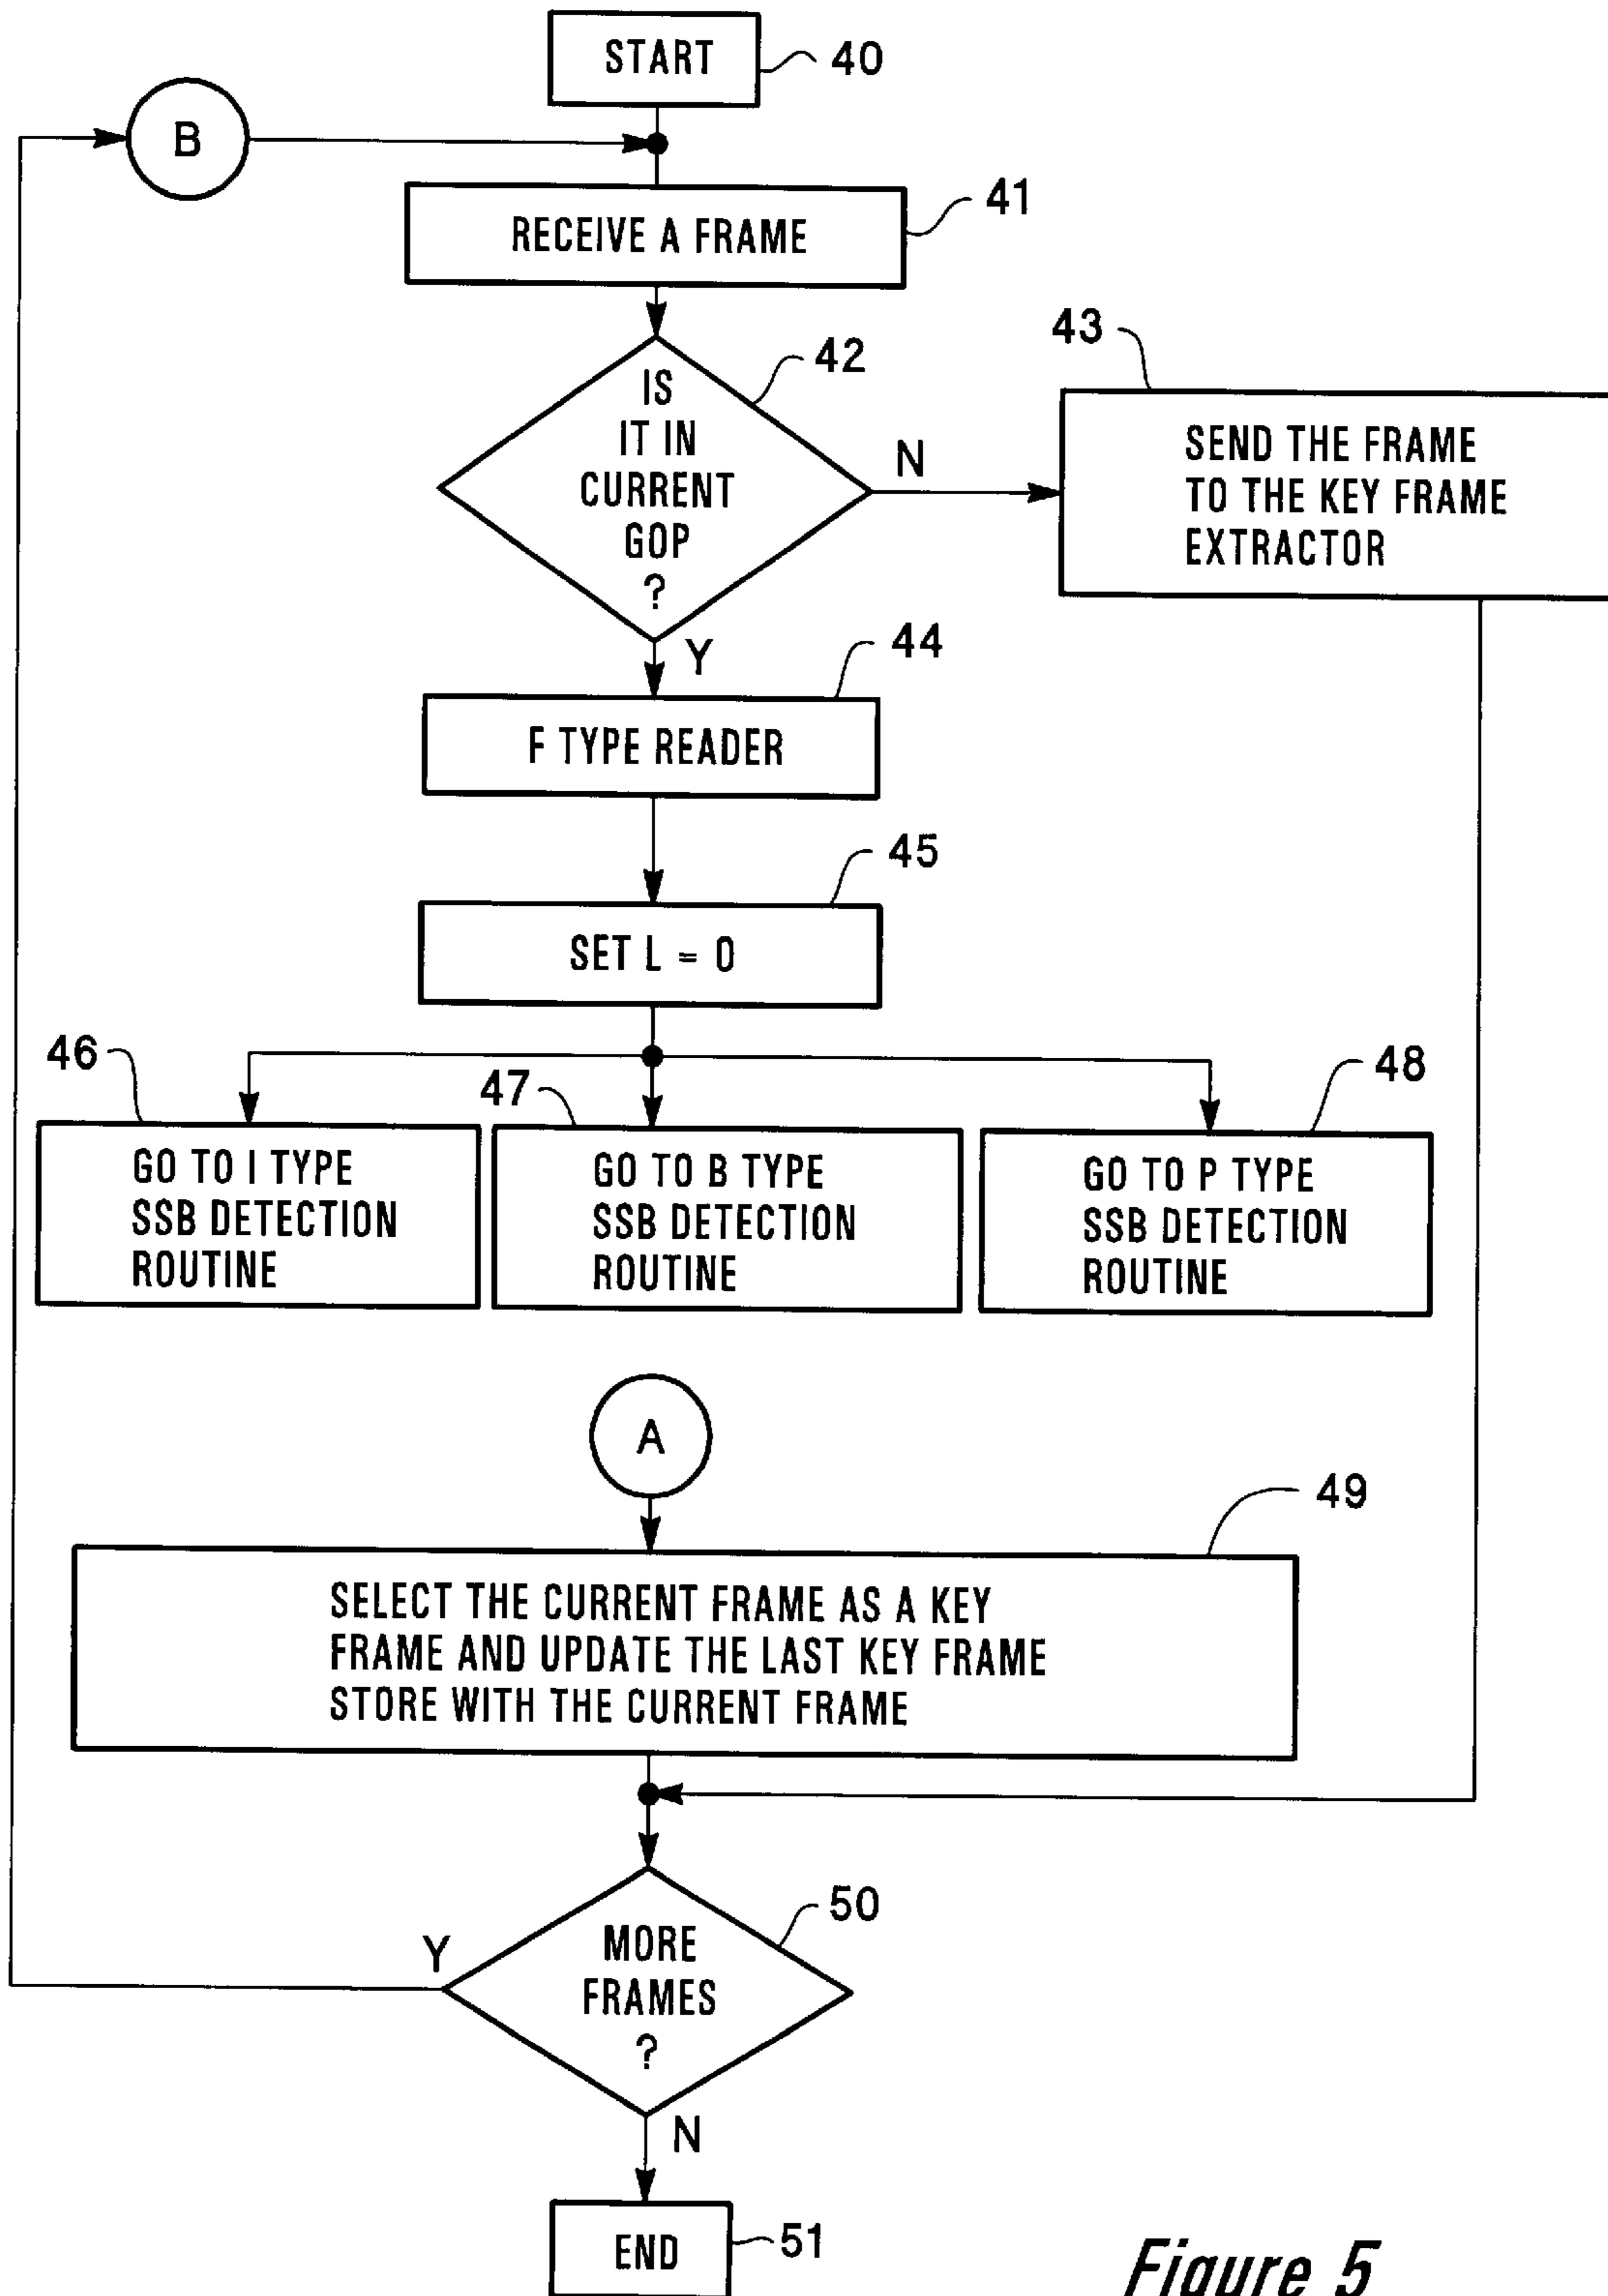 START
40
B
RECEIVE A FRAME
41
IS
IT IN
CURRENT
GOP
?
42
N
43
SEND THE FRAME
TO THE KEY FRAME
EXTRACTOR
Y
44
F TYPE READER
45
SET L = 0
46
GO TO I TYPE
SSB DETECTION
ROUTINE
47
GO TO B TYPE
SSB DETECTION
ROUTINE
48
GO TO P TYPE
SSB DETECTION
ROUTINE
A
49
SELECT THE CURRENT FRAME AS A KEY
FRAME AND UPDATE THE LAST KEY FRAME
STORE WITH THE CURRENT FRAME
50
Y
MORE
FRAMES
?
N
END
51
Figure 5